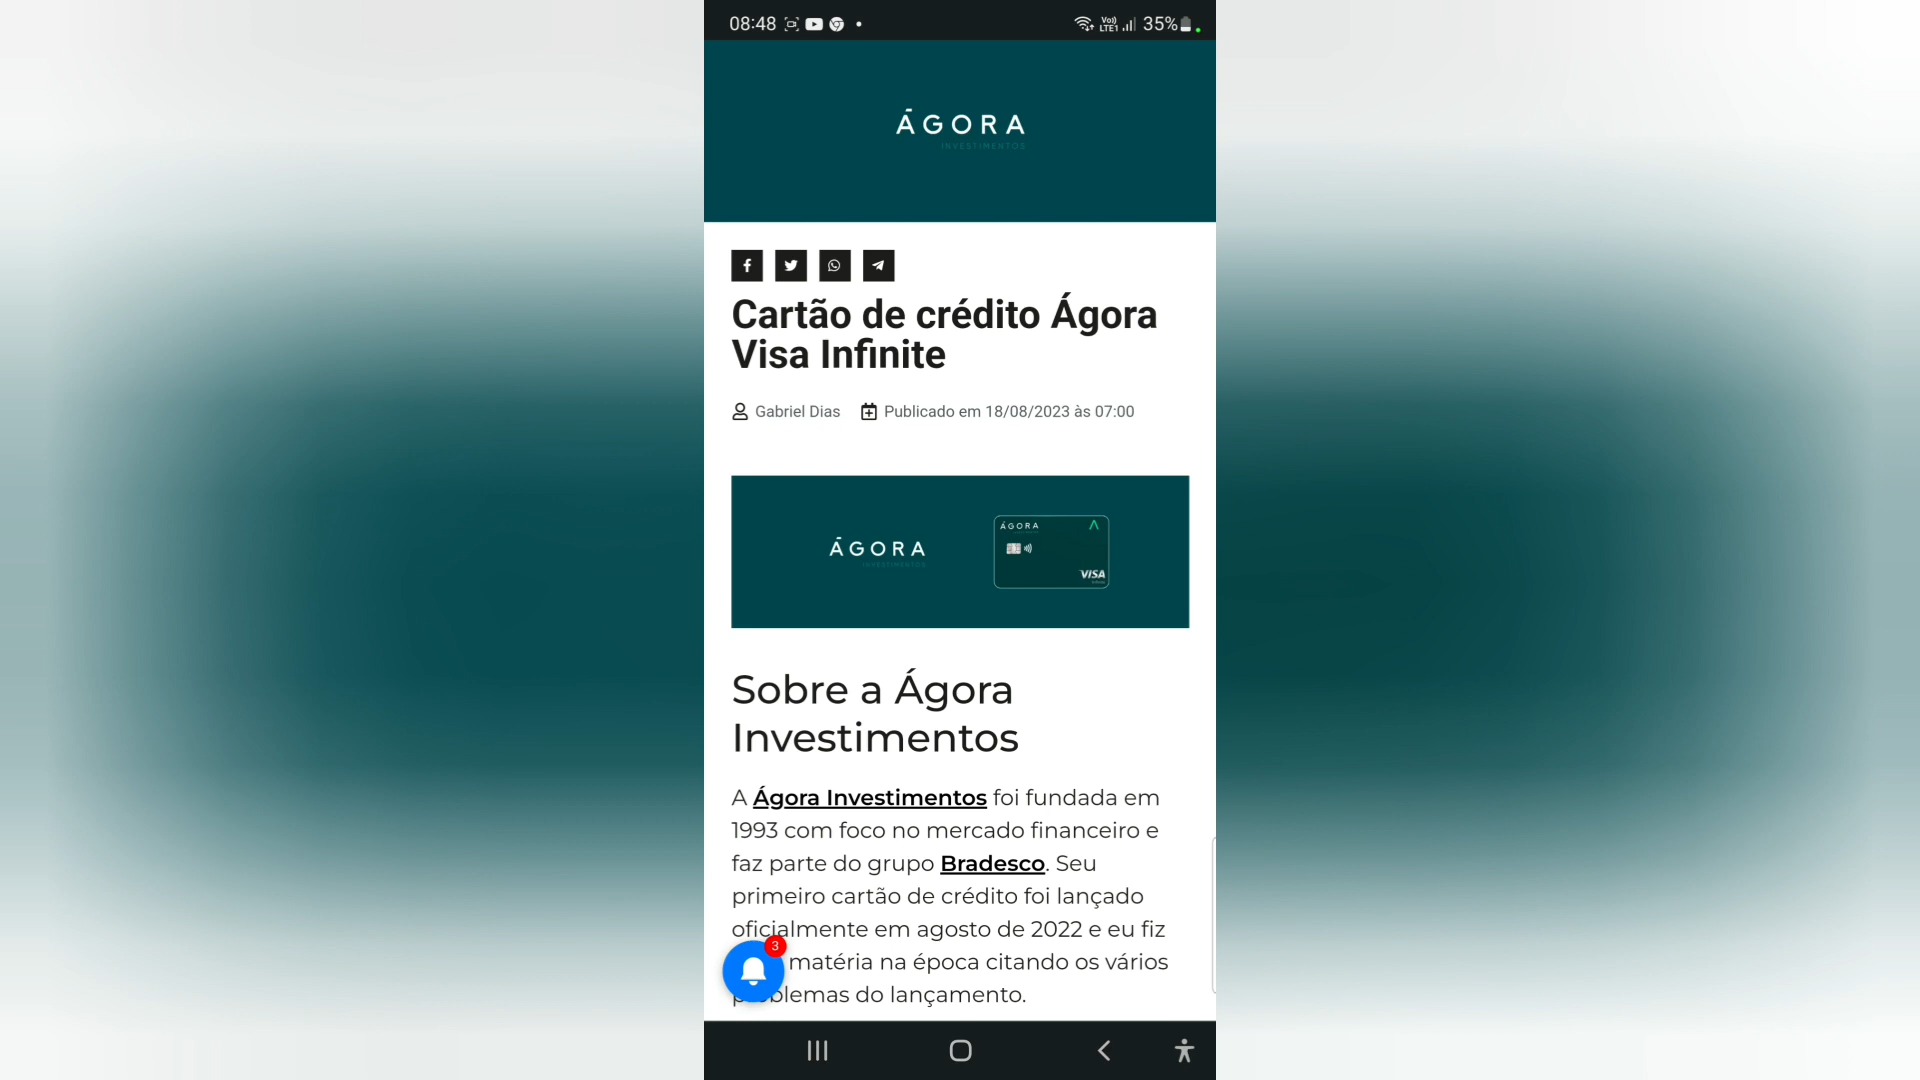 08:48
Vo))
LTE1
35%
ÁGORA
INVESTIMENTOS
Cartão de crédito Ágora
Visa Infinite
Gabriel Dias
Publicado em 18/08/2023 às 07:00
ÁGORA
INVESTIMENTOS
ÁGORA
VISA
Sobre a Ágora
Investimentos
A Ágora Investimentos foi fundada em
1993 com foco no mercado financeiro e
faz parte do grupo Bradesco. Seu
primeiro cartão de crédito foi lançado
oficialmente em agosto de 2022 e eu fiz
matéria na época citando os vários
problemas do lançamento.
3